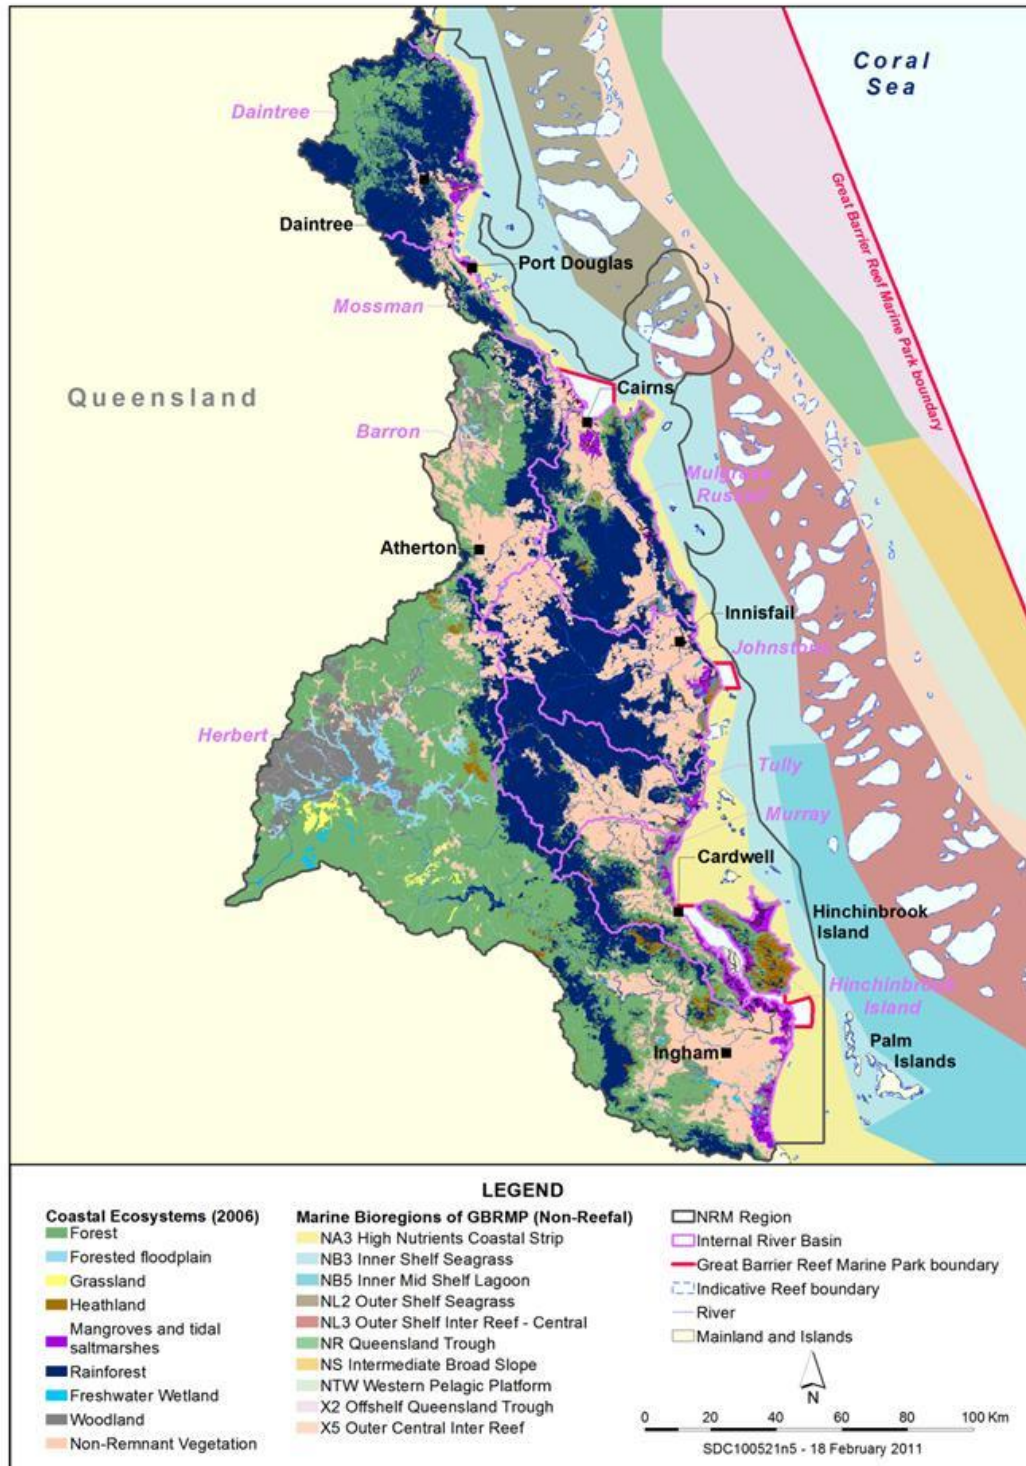 Coral
Sea
Daintree
Great Barrier Reef Marine Park boundary
Daintree
Port Douglas
Mossman
Queensland
Cairns
Barron
Mulgrave
Russell
Atherton
Innisfail
Johnstone
Herbert
Tully
Murray
Cardwell
Hinchinbrook
Island
Hinchinbrook
Island
Palm
Islands
Ingham
LEGEND
Coastal Ecosystems (2006)
Forest
Forested floodplain
Grassland
Heathland
Mangroves and tidal
saltmarshes
Rainforest
Freshwater Wetland
Woodland
Non-Remnant Vegetation
Marine Bioregions of GBRMP (Non-Reefal)
NA3 High Nutrients Coastal Strip
NB3 Inner Shelf Seagrass
NB5 Inner Mid Shelf Lagoon
NL2 Outer Shelf Seagrass
NL3 Outer Shelf Inter Reef - Central
NR Queensland Trough
NS Intermediate Broad Slope
NTW Western Pelagic Platform
X2 Offshelf Queensland Trough
X5 Outer Central Inter Reef
NRM Region
Internal River Basin
Great Barrier Reef Marine Park boundary
Indicative Reef boundary
River
Mainland and Islands
N
0 20 40 60 80 100 Km
SDC100521n5 - 18 February 2011